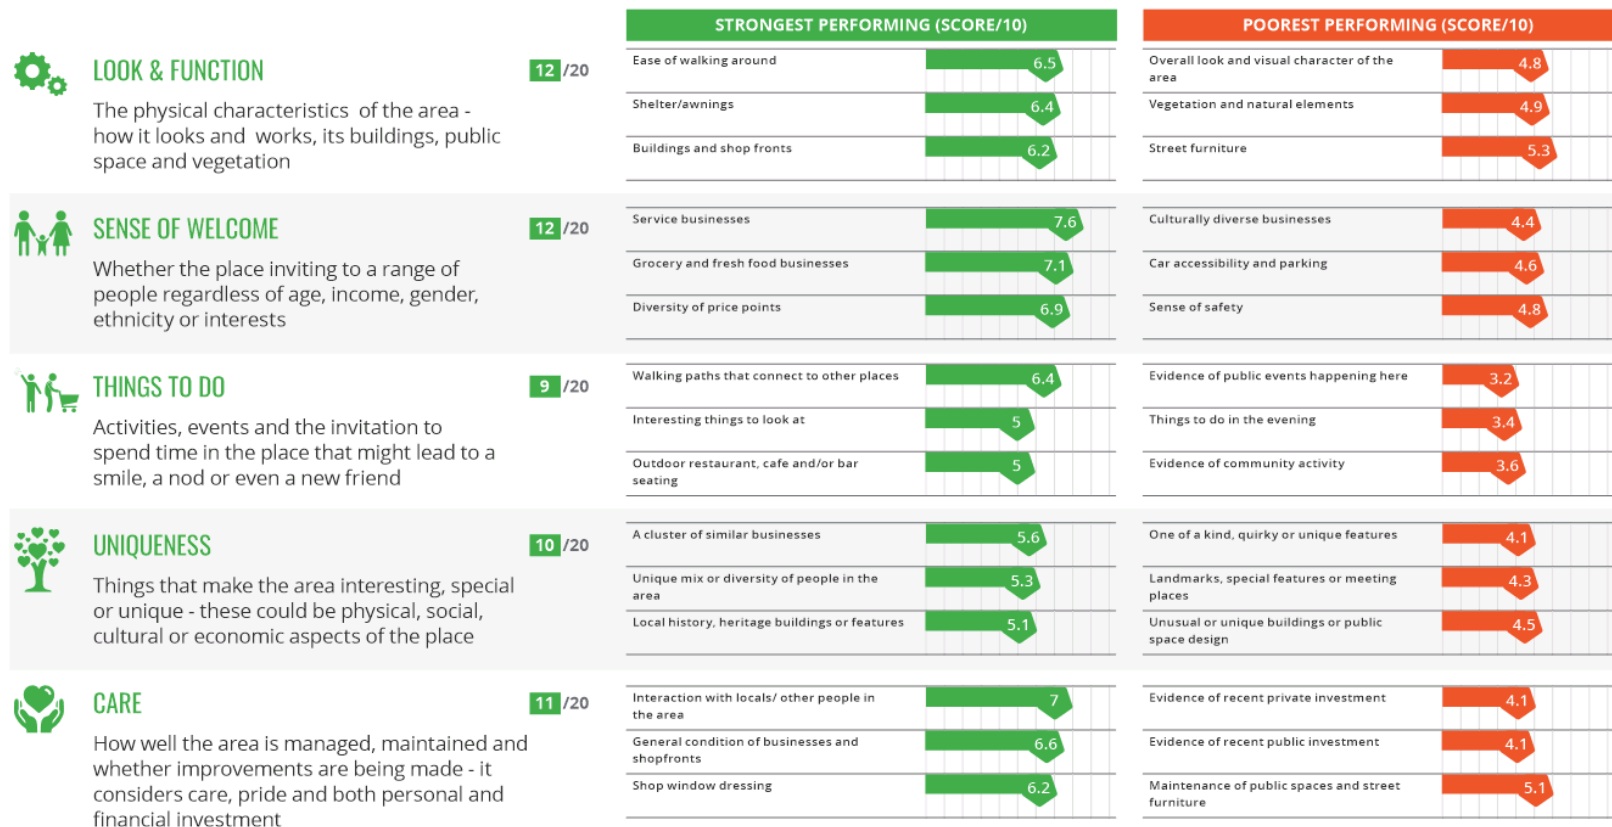 STRONGEST PERFORMING (SCORE/10)
POOREST PERFORMING (SCORE/10)
LOOK & FUNCTION
12 /20
The physical characteristics of the area -
how it looks and works, its buildings, public
space and vegetation
Ease of walking around
6.5
Shelter/awnings
6.4
Buildings and shop fronts
6.2
Overall look and visual character of the
area
4.8
Vegetation and natural elements
4.9
Street furniture
5.3
SENSE OF WELCOME
12 /20
Whether the place inviting to a range of
people regardless of age, income, gender,
ethnicity or interests
Service businesses
7.6
Grocery and fresh food businesses
7.1
Diversity of price points
6.9
Culturally diverse businesses
4.4
Car accessibility and parking
4.6
Sense of safety
4.8
THINGS TO DO
9 /20
Activities, events and the invitation to
spend time in the place that might lead to a
smile, a nod or even a new friend
Walking paths that connect to other places
6.4
Interesting things to look at
5
Outdoor restaurant, cafe and/or bar
seating
5
Evidence of public events happening here
3.2
Things to do in the evening
3.4
Evidence of community activity
3.6
UNIQUENESS
10 /20
Things that make the area interesting, special
or unique - these could be physical, social,
cultural or economic aspects of the place
A cluster of similar businesses
5.6
Unique mix or diversity of people in the
area
5.3
Local history, heritage buildings or features
5.1
One of a kind, quirky or unique features
4.1
Landmarks, special features or meeting
places
4.3
Unusual or unique buildings or public
space design
4.5
CARE
11 /20
How well the area is managed, maintained and
whether improvements are being made - it
considers care, pride and both personal and
financial investment
Interaction with locals/ other people in
the area
7
General condition of businesses and
shopfronts
6.6
Shop window dressing
6.2
Evidence of recent private investment
4.1
Evidence of recent public investment
4.1
Maintenance of public spaces and street
furniture
5.1